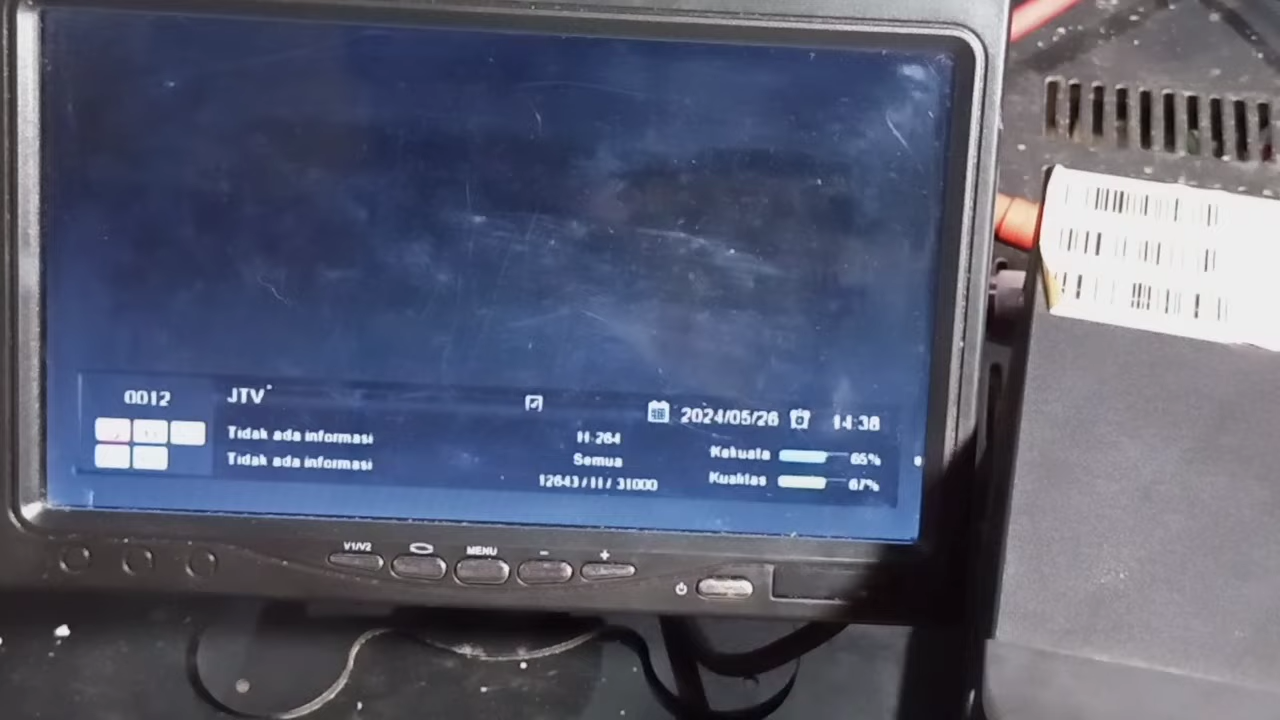 0012
JTV
2024/05/26
14:38
Tidak ada informasi
H-264
Tidak ada informasi
Semua
Kekuata
65%
12643 / H / 31000
Kualitas
67%
V1/V2
MENU
-
+